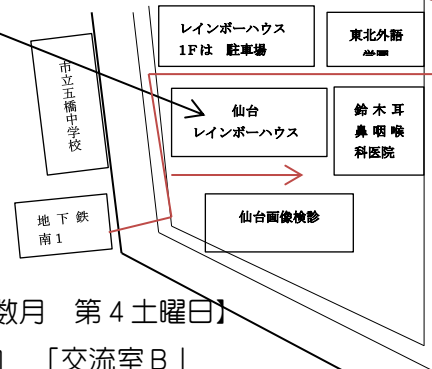 レインボーハウス
1Fは 駐車場
東北外語
市立五橋中学校
仙台
レインボーハウス
鈴木耳
鼻咽喉
科医院
地下鉄
南1
仙台画像検診
数月 第4土曜日】
「交流室B」